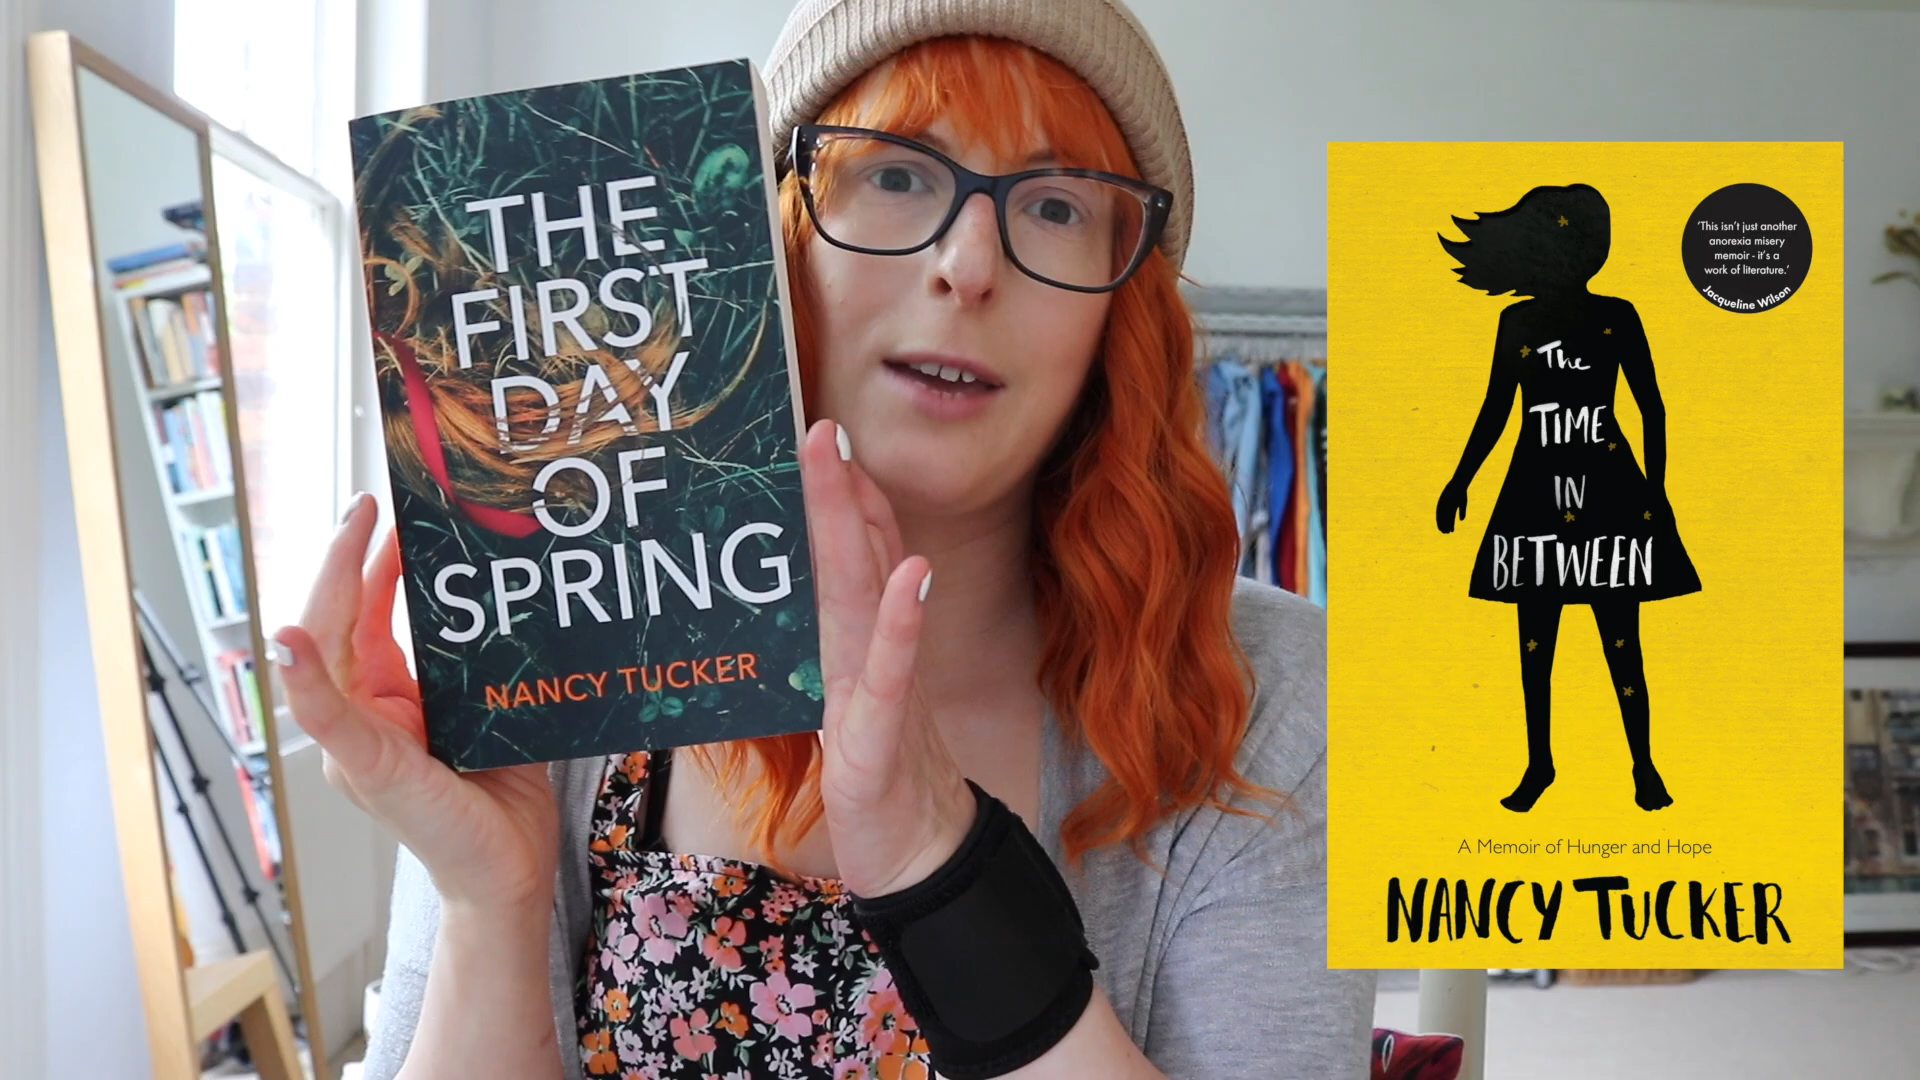 THE
FIRST
DAY
OF
SPRING
NANCY TUCKER
'This isn't just another
anorexia misery
memoir - it's a
work of literature.'
Jacqueline Wilson
The
TIME
IN
BETWEEN
A Memoir of Hunger and Hope
NANCY TUCKER